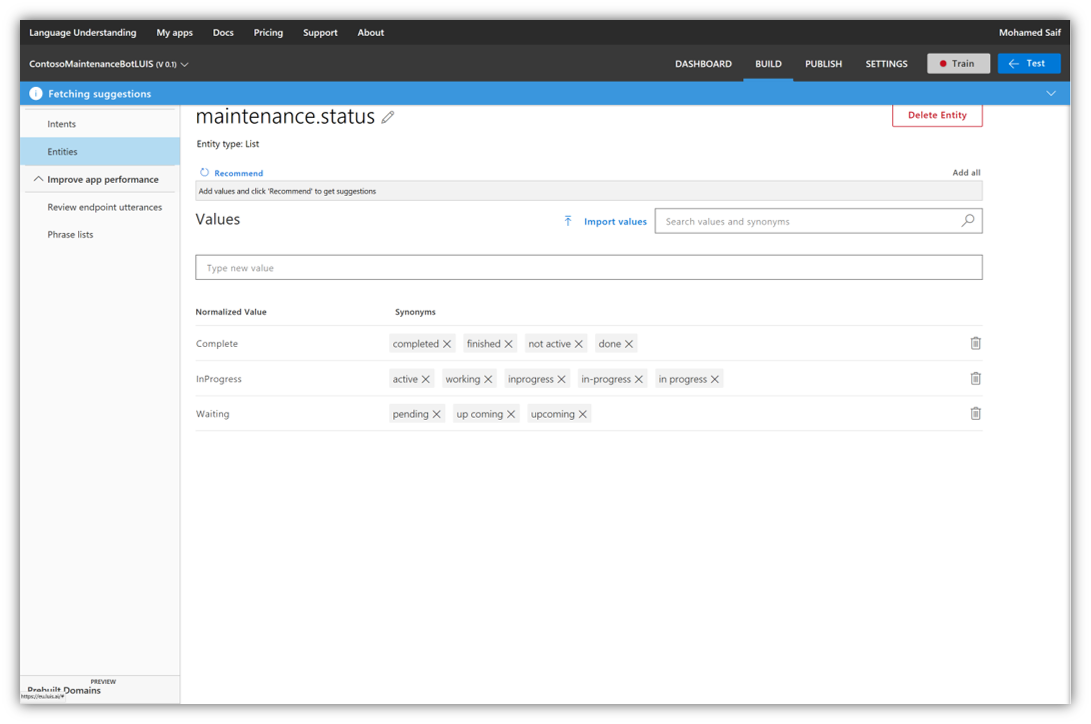 Language Understanding My apps Docs Pricing Support About Mohamed Saif
ContosoMaintenanceBotLUIS (V 0.1) DASHBOARD BUILD PUBLISH SETTINGS Train Test
Fetching suggestions
maintenance.status Delete Entity
Intents
Entity type: List
Entities
Recommend Add all
Improve app performance
Add values and click 'Recommend' to get suggestions
Review endpoint utterances
Values Import values Search values and synonyms
Phrase lists
Type new value
Normalized Value Synonyms
Complete completed finished not active done
InProgress active working inprogress in-progress in progress
Waiting pending up coming upcoming
PREVIEW
Prebuilt Domains
https://eu.luis.ai/#